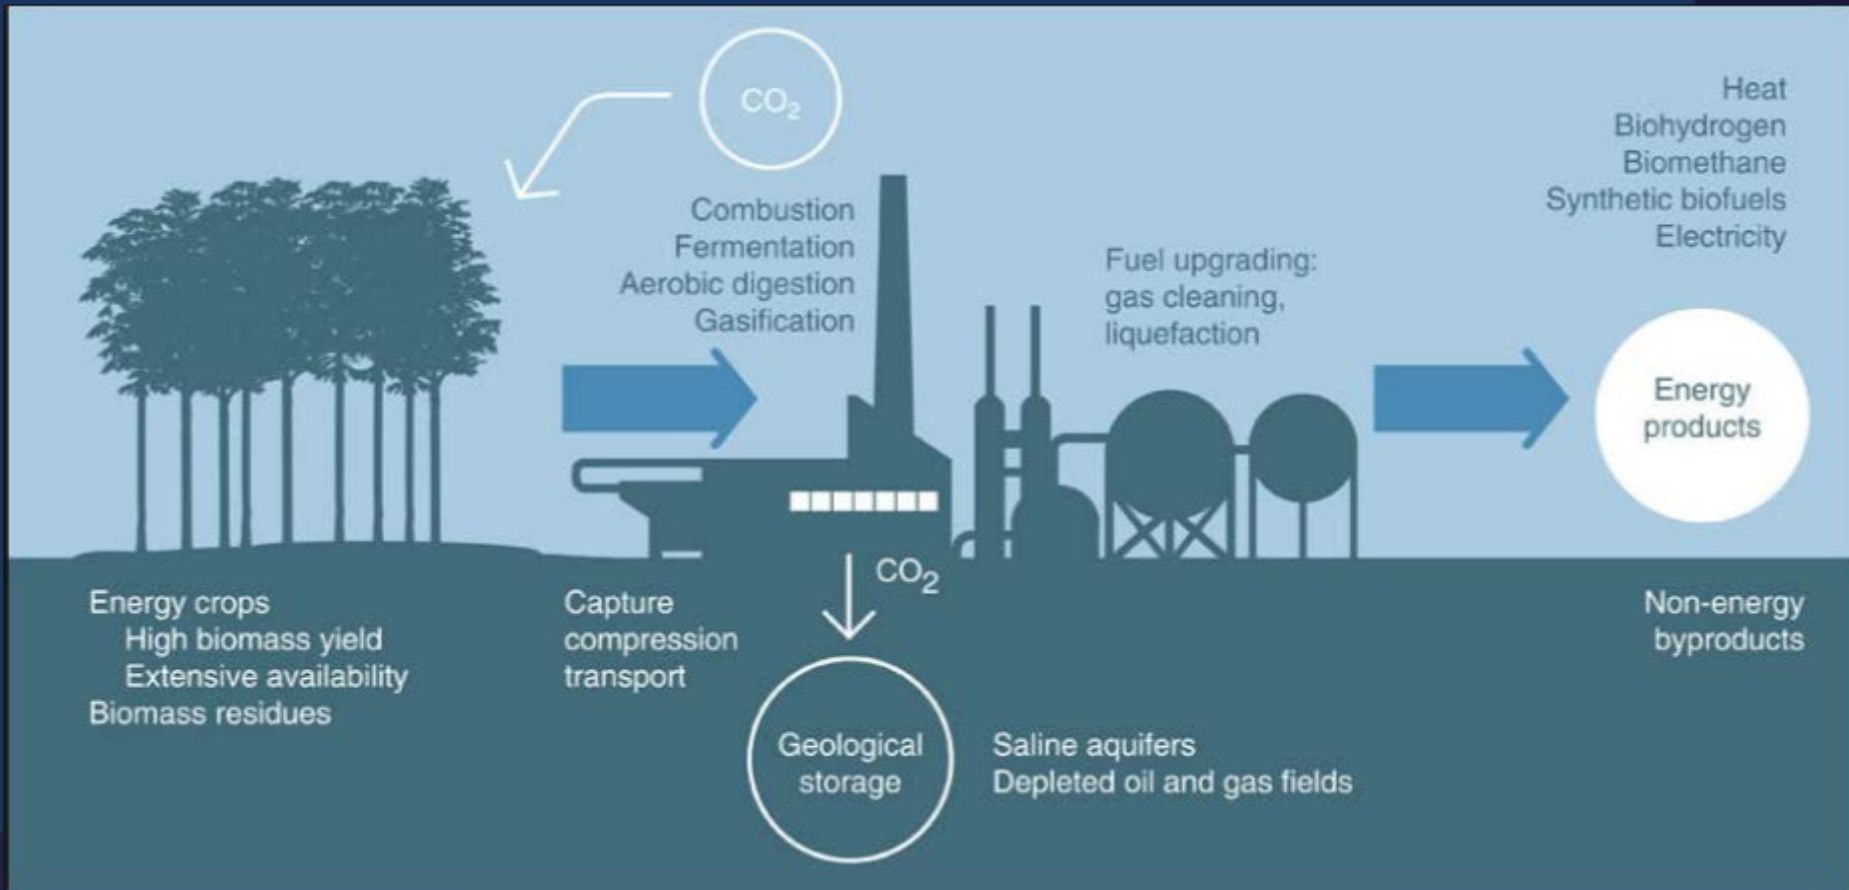 CO₂
Combustion
Fermentation
Aerobic digestion
Gasification
Fuel upgrading:
gas cleaning,
liquefaction
Heat
Biohydrogen
Biomethane
Synthetic biofuels
Electricity
Energy
products
Energy crops
High biomass yield
Extensive availability
Biomass residues
Capture
compression
transport
CO₂
Geological
storage
Saline aquifers
Depleted oil and gas fields
Non-energy
byproducts